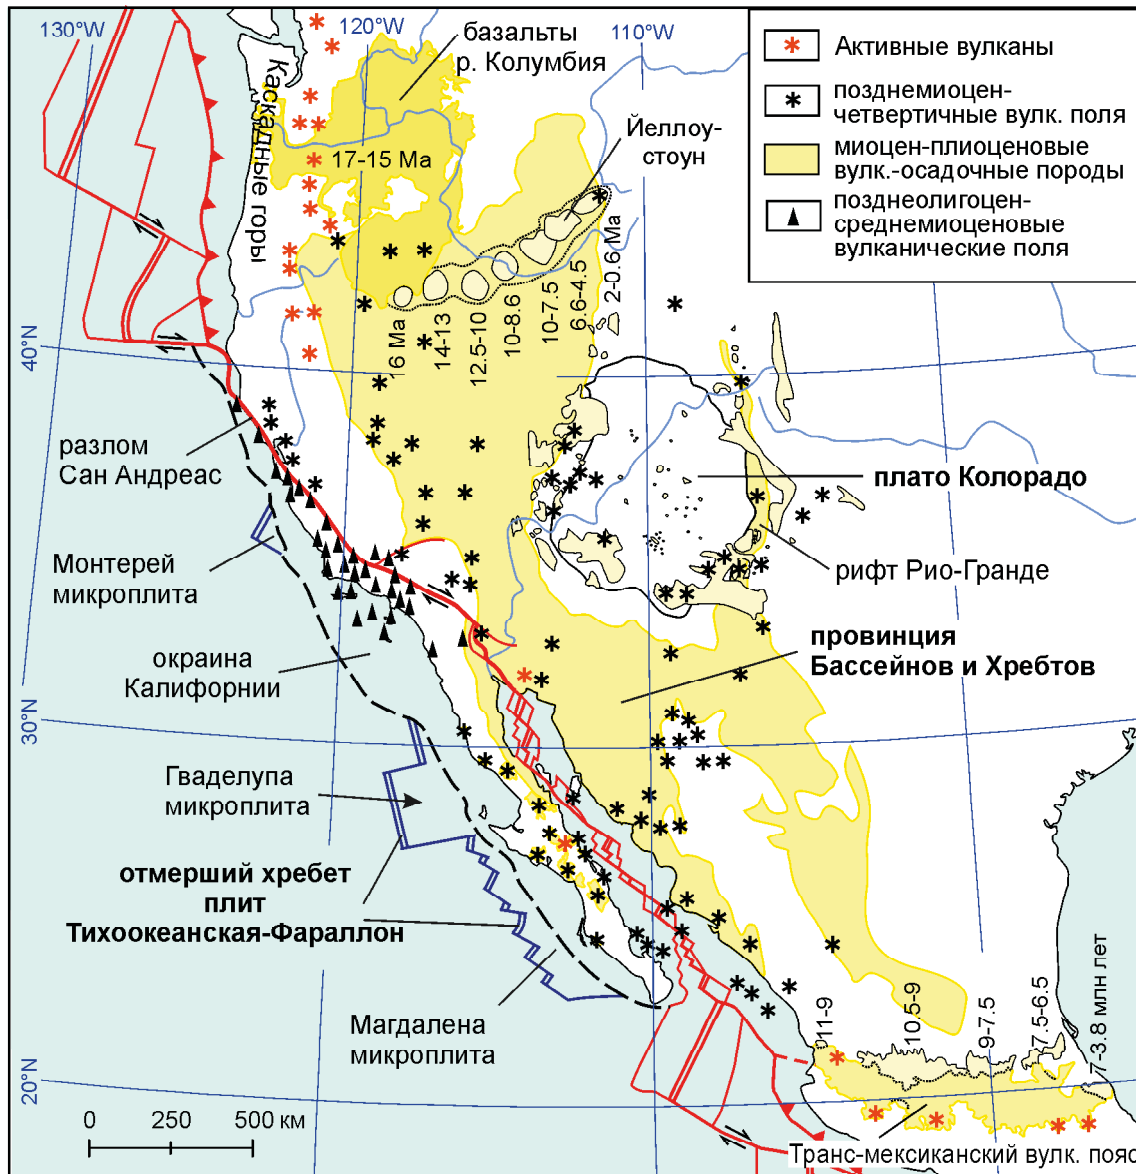 130°W
120°W
110°W
базальты
р. Колумбия
Каскадные горы
17-15 Ma
Йеллоу-
стоун
Активные вулканы
позднемиоцен-
четвертичные вулк. поля
миоцен-плиоценовые
вулк.-осадочные породы
позднеолигоцен-
среднемиоценовые
вулканические поля
16 Ma
14-13
12.5-10
10-8.6
10-7.5
6.6-4.5
2-0.6 Ma
40°N
разлом
Сан Андреас
плато Колорадо
Монтерей
микроплита
рифт Рио-Гранде
окраина
Калифорнии
провинция
Бассейнов и Хребтов
30°N
Гваделупа
микроплита
отмерший хребет
плит
Тихоокеанская-Фараллон
Магдалена
микроплита
11-9
10.5-9
9-7.5
7.5-6.5
7-3.8 млн лет
20°N
0 250 500 км
Транс-мексиканский вулк. пояс